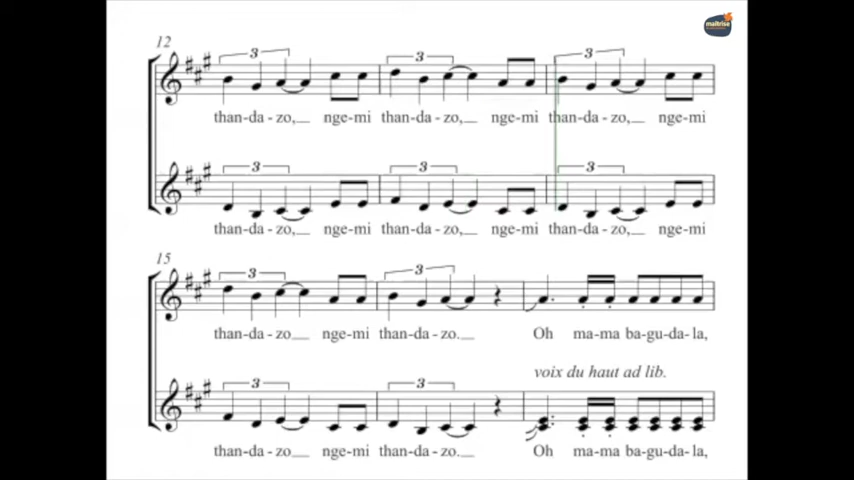 maîtrise
12
3 3 3
than-da-zo,__ nge-mi than-da-zo,__ nge-mi than-da-zo,__ nge-mi
3 3 3
than-da-zo,__ nge-mi than-da-zo,__ nge-mi than-da-zo,__ nge-mi
15
3 3
than-da-zo__ nge-mi than-da-zo.__ Oh ma-ma ba-gu-da-la,
voix du haut ad lib.
3 3
than-da-zo__ nge-mi than-da-zo.__ Oh ma-ma ba-gu-da-la,